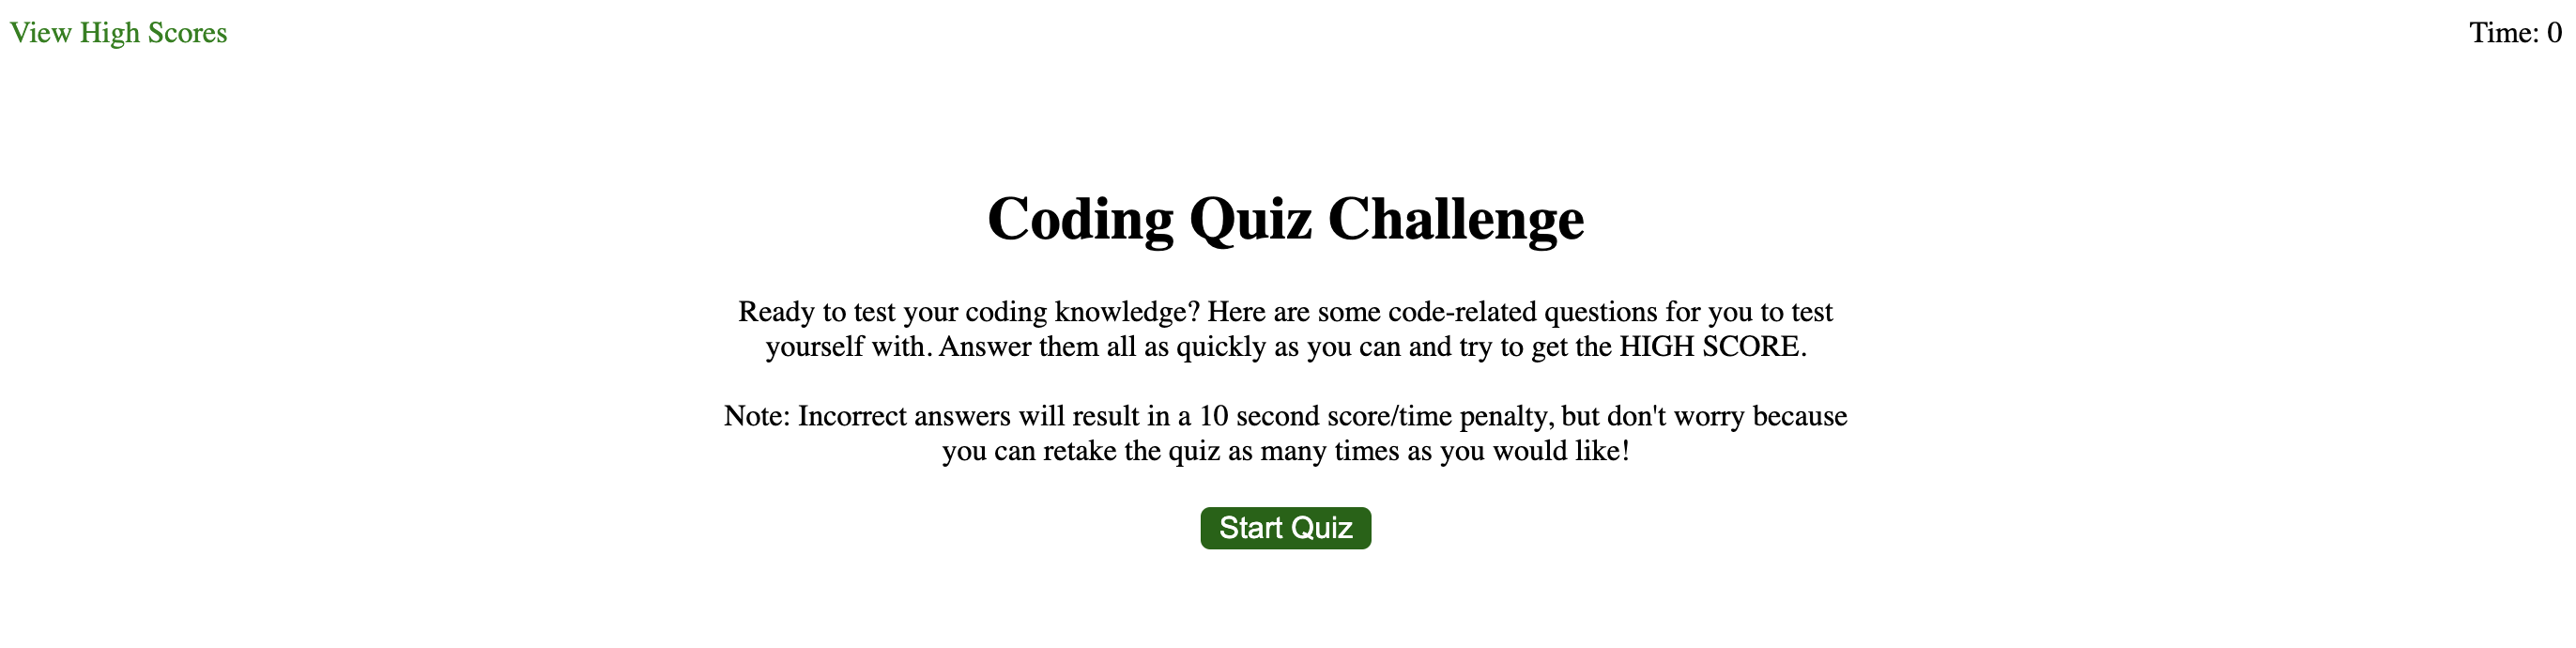 View High Scores
Time: 0
Coding Quiz Challenge
Ready to test your coding knowledge? Here are some code-related questions for you to test
yourself with. Answer them all as quickly as you can and try to get the HIGH SCORE.
Note: Incorrect answers will result in a 10 second score/time penalty, but don't worry because
you can retake the quiz as many times as you would like!
Start Quiz